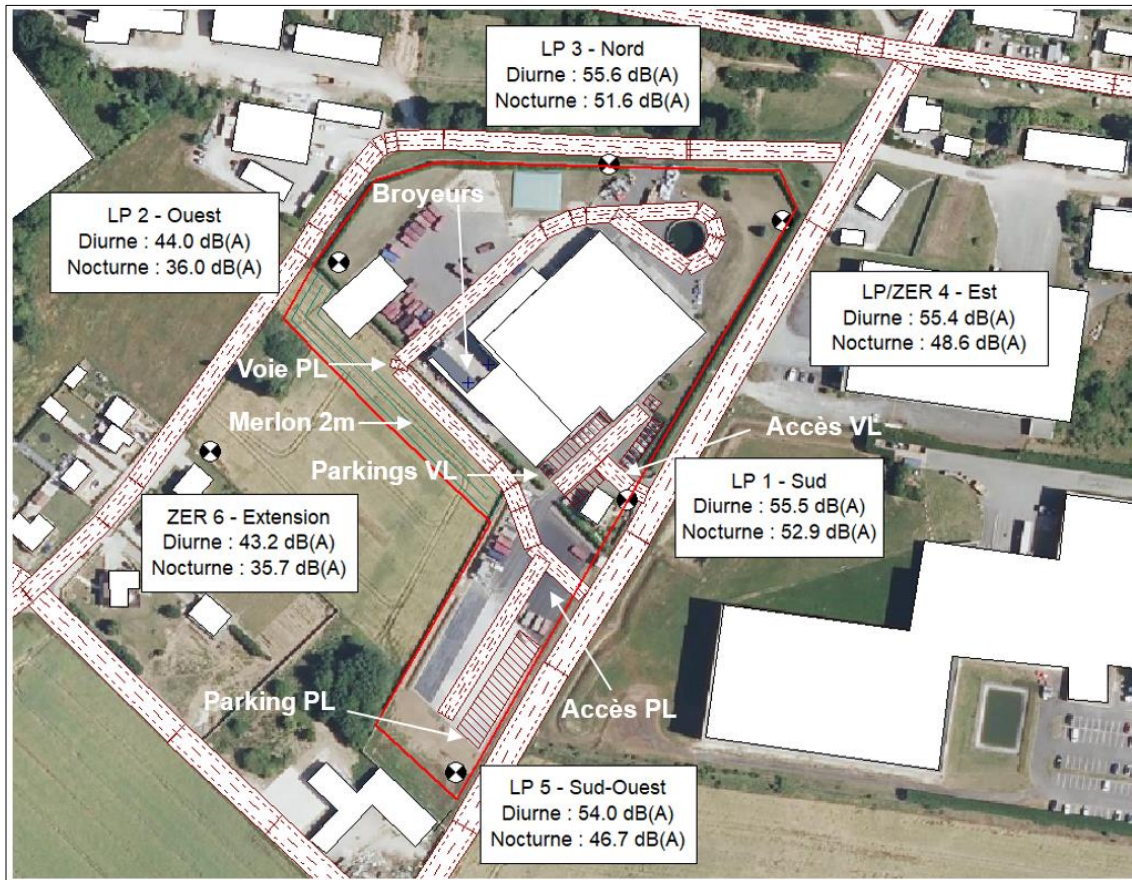 LP 3 - Nord
Diurne : 55.6 dB(A)
Nocturne : 51.6 dB(A)
Broyeurs
LP 2 - Ouest
Diurne : 44.0 dB(A)
Nocturne : 36.0 dB(A)
LP/ZER 4 - Est
Diurne : 55.4 dB(A)
Nocturne : 48.6 dB(A)
Voie PL
Merlon 2m
Accès VL
Parkings VL
LP 1 - Sud
Diurne : 55.5 dB(A)
Nocturne : 52.9 dB(A)
ZER 6 - Extension
Diurne : 43.2 dB(A)
Nocturne : 35.7 dB(A)
Parking PL
Accès PL
LP 5 - Sud-Ouest
Diurne : 54.0 dB(A)
Nocturne : 46.7 dB(A)